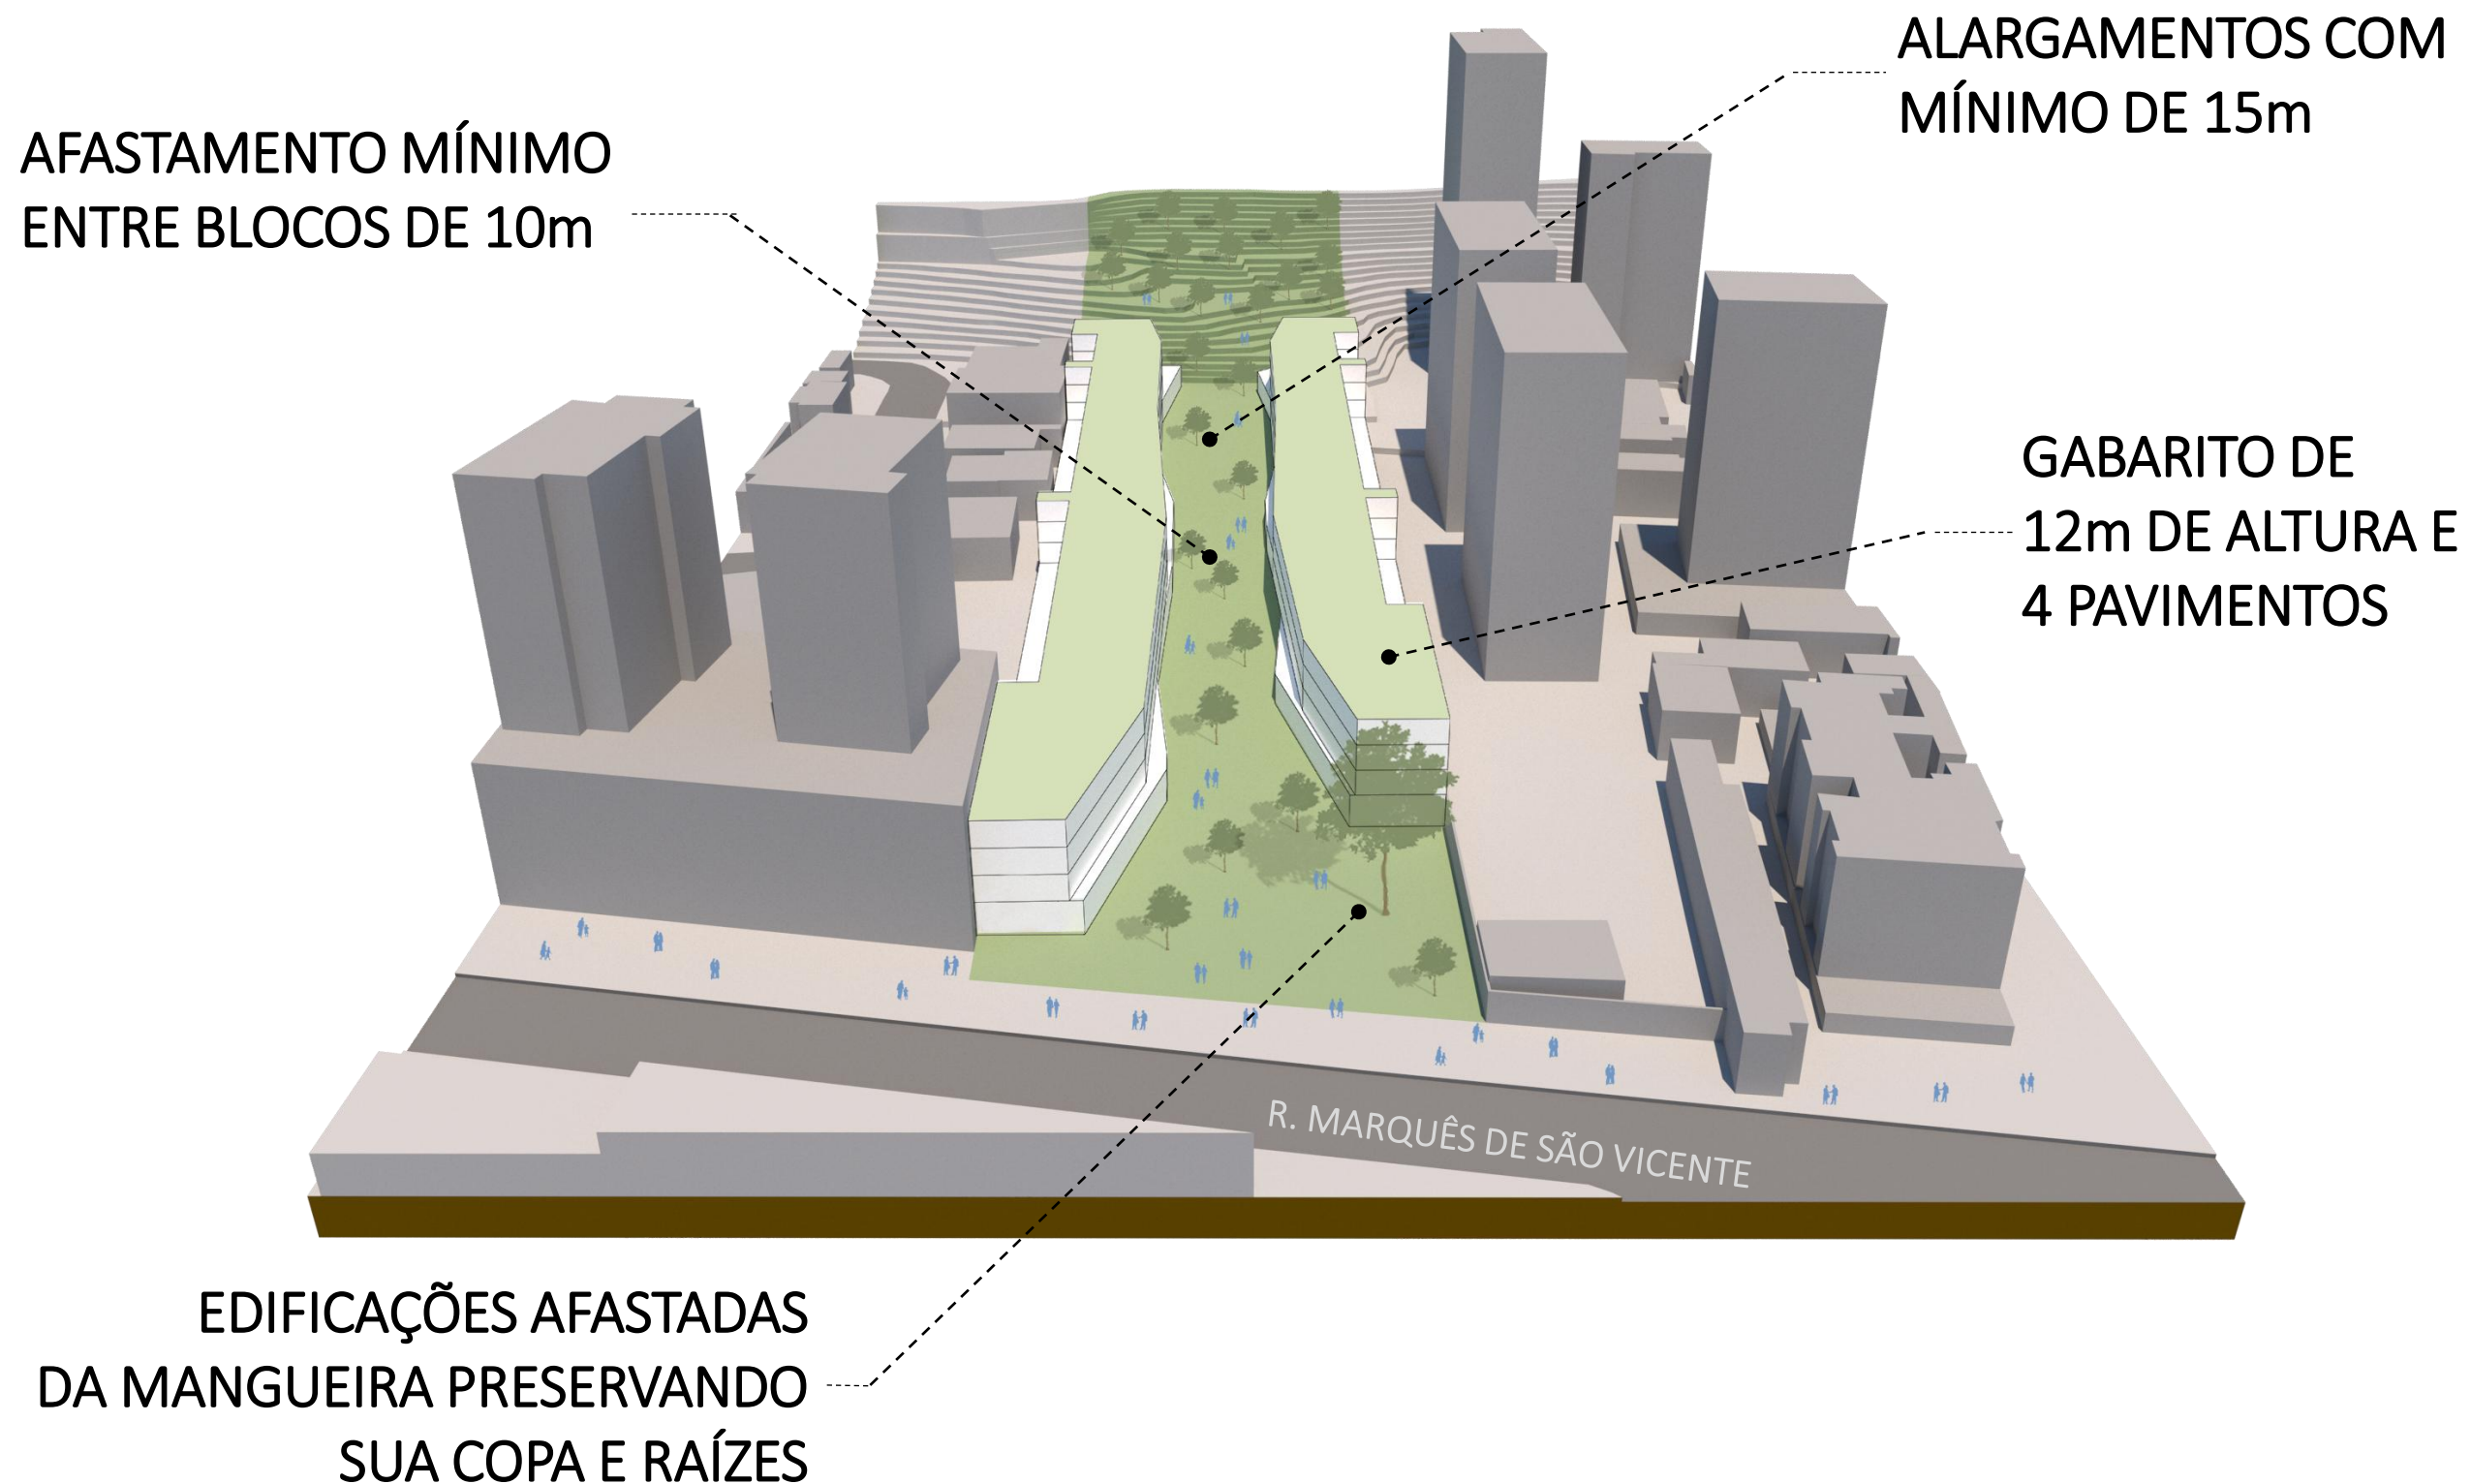 ALARGAMENTOS COM
MÍNIMO DE 15m
AFASTAMENTO MÍNIMO
ENTRE BLOCOS DE 10m
GABARITO DE
12m DE ALTURA E
4 PAVIMENTOS
R. MARQUÊS DE SÃO VICENTE
EDIFICAÇÕES AFASTADAS
DA MANGUEIRA PRESERVANDO
SUA COPA E RAÍZES